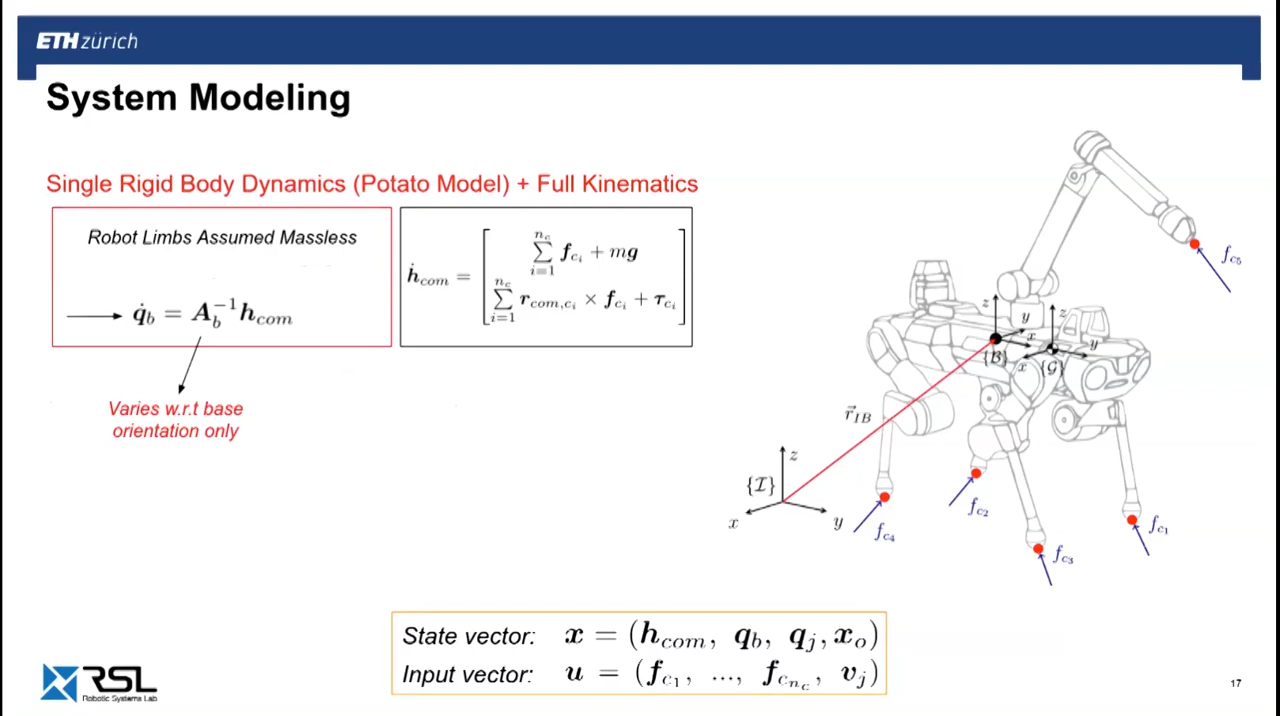 ETH zürich
System Modeling
Single Rigid Body Dynamics (Potato Model) + Full Kinematics
Robot Limbs Assumed Massless
q̇_b = A_b^{-1} h_com
Varies w.r.t base
orientation only
ḣ_com = [ ∑_{i=1}^{n_c} f_{c_i} + mg
∑_{i=1}^{n_c} r_{com,c_i} × f_{c_i} + τ_{c_i} ]
f_{c_5}
z
y
x
{B}
z
y
x
{G}
r⃗_{IB}
{I}
z
x
y
f_{c_4}
f_{c_2}
f_{c_3}
f_{c_1}
State vector: x = (h_com, q_b, q_j, x_o)
Input vector: u = (f_{c_1}, ..., f_{c_{n_c}}, v_j)
RSL
Robotic Systems Lab
17